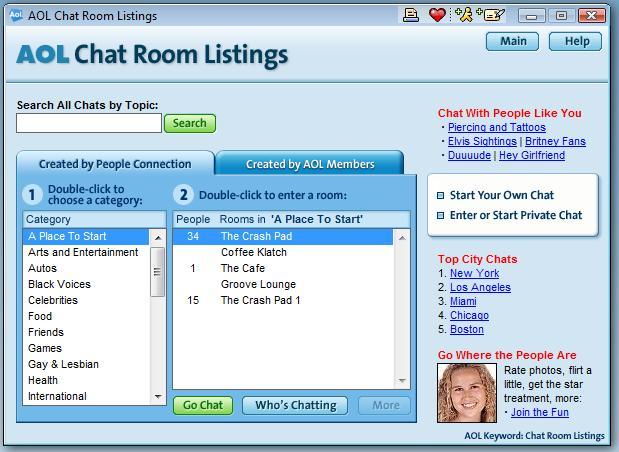 AOL Chat Room Listings
Main
Help
AOL Chat Room Listings
Search All Chats by Topic:
Search
Created by People Connection
Created by AOL Members
1 Double-click to
choose a category:
2 Double-click to enter a room:
Category
A Place To Start
Arts and Entertainment
Autos
Black Voices
Celebrities
Food
Friends
Games
Gay & Lesbian
Health
International
People Rooms in 'A Place To Start'
34 The Crash Pad
Coffee Klatch
1 The Cafe
Groove Lounge
15 The Crash Pad 1
Go Chat
Who's Chatting
More
Chat With People Like You
· Piercing and Tattoos
· Elvis Sightings | Britney Fans
· Duuuude | Hey Girlfriend
Start Your Own Chat
Enter or Start Private Chat
Top City Chats
1. New York
2. Los Angeles
3. Miami
4. Chicago
5. Boston
Go Where the People Are
Rate photos, flirt a
little, get the star
treatment, more:
· Join the Fun
AOL Keyword: Chat Room Listings